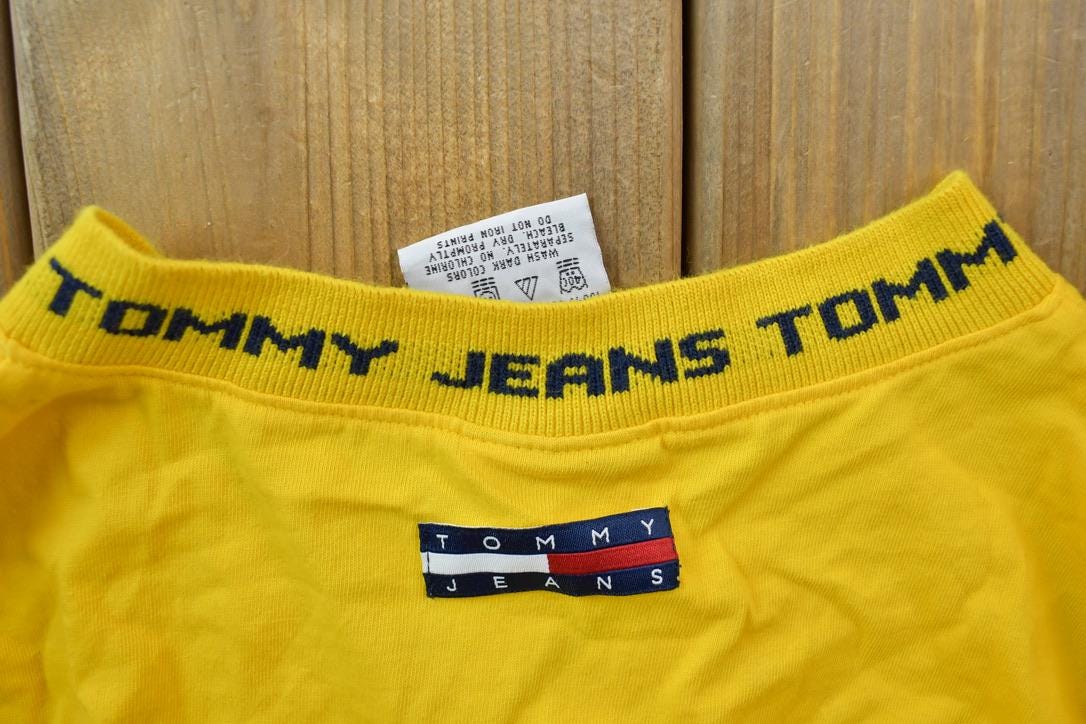 WASH DARK COLORS
SEPARATELY. NO CHLORINE
BLEACH. DRY PROMPTLY
DO NOT IRON PRINTS
TOMMY JEANS TOMM
TOMMY
JEANS